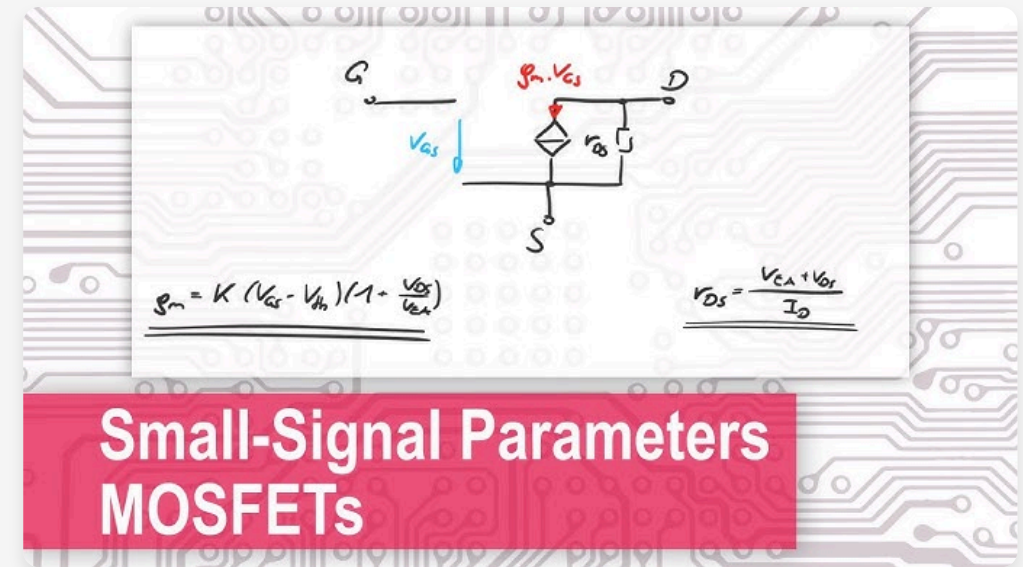 G
gm.VGS
D
VGS
rDS
S
gm = K (VGS - Vth) (1 + VDS/VEA)
rDS = VEA + VDS / ID
Small-Signal Parameters
MOSFETs